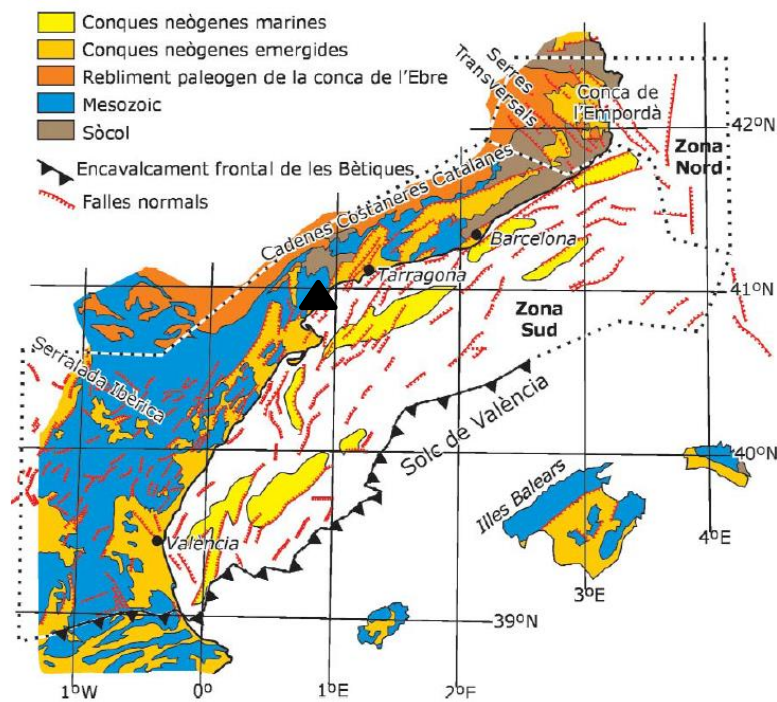 Conques neògenes marines
Conques neògenes emergides
Rebliment paleogen de la conca de l'Ebre
Mesozoic
Sòcol
Encavalcament frontal de les Bètiques
Falles normals
Serres
Transversals
Conca de
l'Empordà
42ºN
Zona
Nord
Cadenes Costaneres Catalanes
Barcelona
Tarragona
41ºN
Zona
Sud
Serralada Ibèrica
Solc de València
40ºN
Illes Balears
València
4ºE
3ºE
39ºN
1ºW
0º
1ºE
2ºE